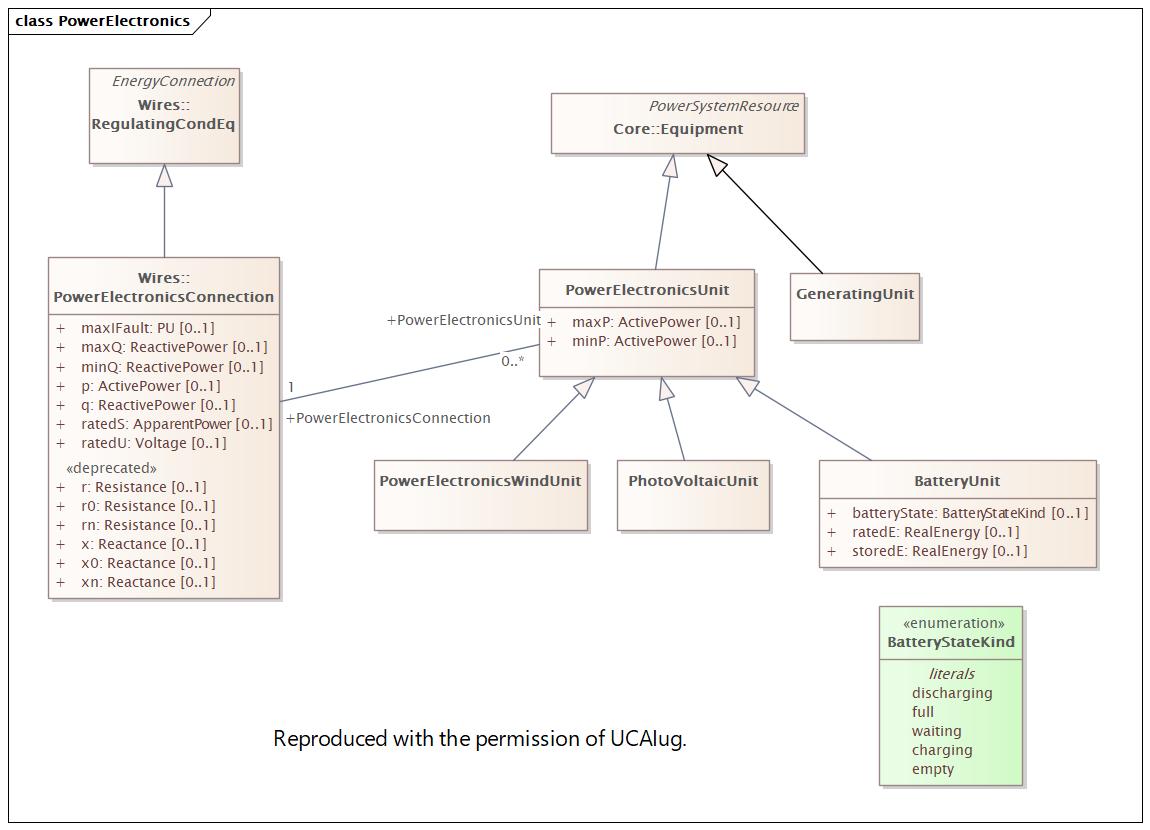 class PowerElectronics
EnergyConnection
Wires::
RegulatingCondEq
PowerSystemResource
Core::Equipment
Wires::
PowerElectronicsConnection
+ maxIFault: PU [0..1]
+ maxQ: ReactivePower [0..1]
+ minQ: ReactivePower [0..1]
+ p: ActivePower [0..1]
+ q: ReactivePower [0..1]
+ ratedS: ApparentPower [0..1]
+ ratedU: Voltage [0..1]
«deprecated»
+ r: Resistance [0..1]
+ r0: Resistance [0..1]
+ rn: Resistance [0..1]
+ x: Reactance [0..1]
+ x0: Reactance [0..1]
+ xn: Reactance [0..1]
1
+PowerElectronicsConnection
+PowerElectronicsUnit
0..*
PowerElectronicsUnit
+ maxP: ActivePower [0..1]
+ minP: ActivePower [0..1]
GeneratingUnit
PowerElectronicsWindUnit
PhotoVoltaicUnit
BatteryUnit
+ batteryState: BatteryStateKind [0..1]
+ ratedE: RealEnergy [0..1]
+ storedE: RealEnergy [0..1]
«enumeration»
BatteryStateKind
literals
discharging
full
waiting
charging
empty
Reproduced with the permission of UCAIug.